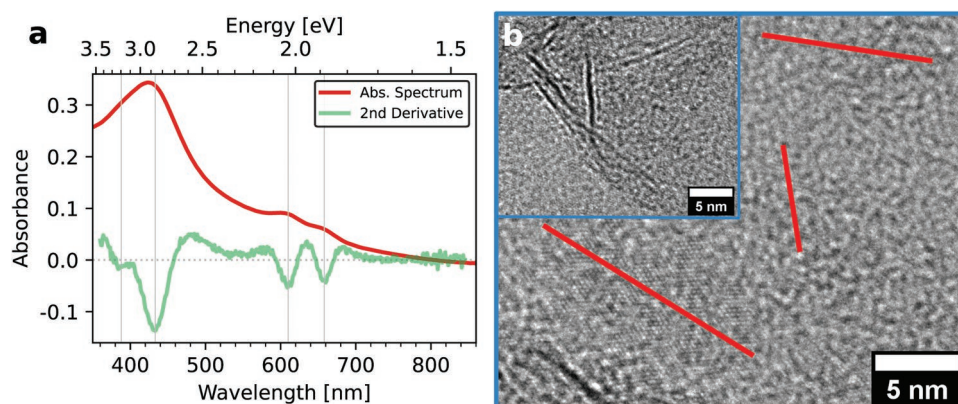 a
Energy [eV]
3.5 3.0 2.5 2.0 1.5
Abs. Spectrum
2nd Derivative
0.3
0.2
0.1
0.0
-0.1
Absorbance
400 500 600 700 800
Wavelength [nm]
b
5 nm
5 nm